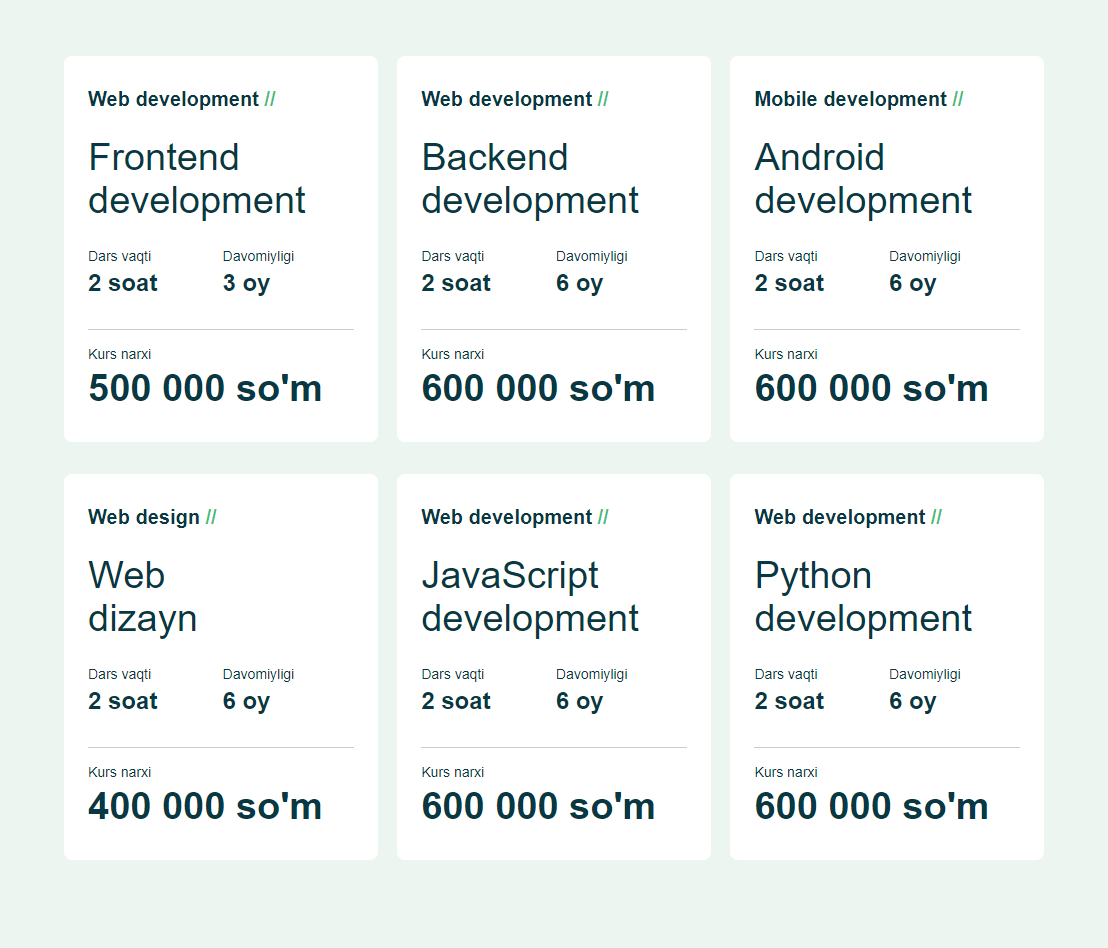 Web development //
Frontend
development
Dars vaqti
Davomiyligi
2 soat
3 oy
Kurs narxi
500 000 so'm
Web development //
Backend
development
Dars vaqti
Davomiyligi
2 soat
6 oy
Kurs narxi
600 000 so'm
Mobile development //
Android
development
Dars vaqti
Davomiyligi
2 soat
6 oy
Kurs narxi
600 000 so'm
Web design //
Web
dizayn
Dars vaqti
Davomiyligi
2 soat
6 oy
Kurs narxi
400 000 so'm
Web development //
JavaScript
development
Dars vaqti
Davomiyligi
2 soat
6 oy
Kurs narxi
600 000 so'm
Web development //
Python
development
Dars vaqti
Davomiyligi
2 soat
6 oy
Kurs narxi
600 000 so'm